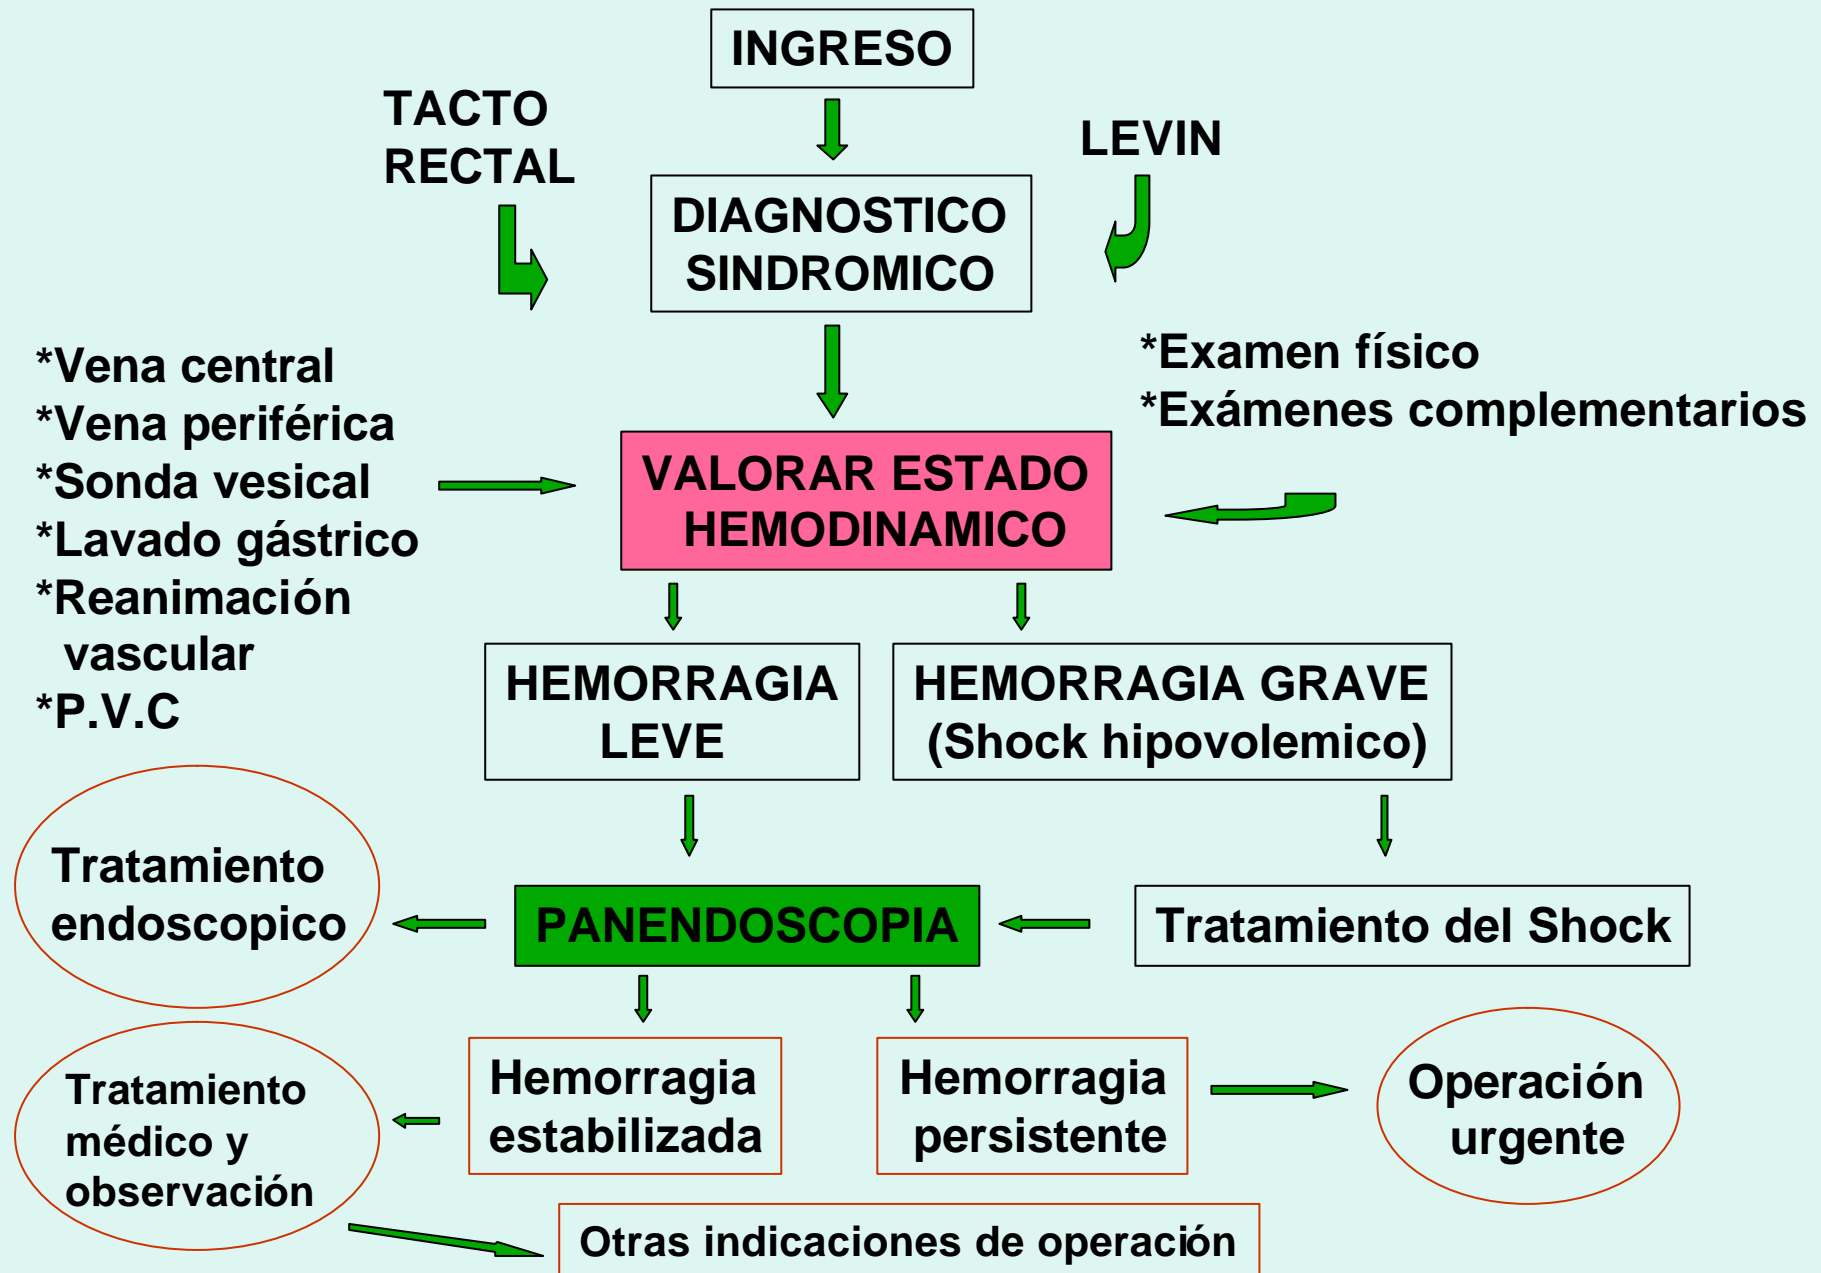 INGRESO
TACTO
RECTAL
LEVIN
DIAGNOSTICO
SINDROMICO
*Vena central
*Vena periférica
*Sonda vesical
*Lavado gástrico
*Reanimación
vascular
*P.V.C
*Examen físico
*Exámenes complementarios
VALORAR ESTADO
HEMODINAMICO
HEMORRAGIA
LEVE
HEMORRAGIA GRAVE
(Shock hipovolemico)
Tratamiento
endoscopico
PANENDOSCOPIA
Tratamiento del Shock
Tratamiento
médico y
observación
Hemorragia
estabilizada
Hemorragia
persistente
Operación
urgente
Otras indicaciones de operación